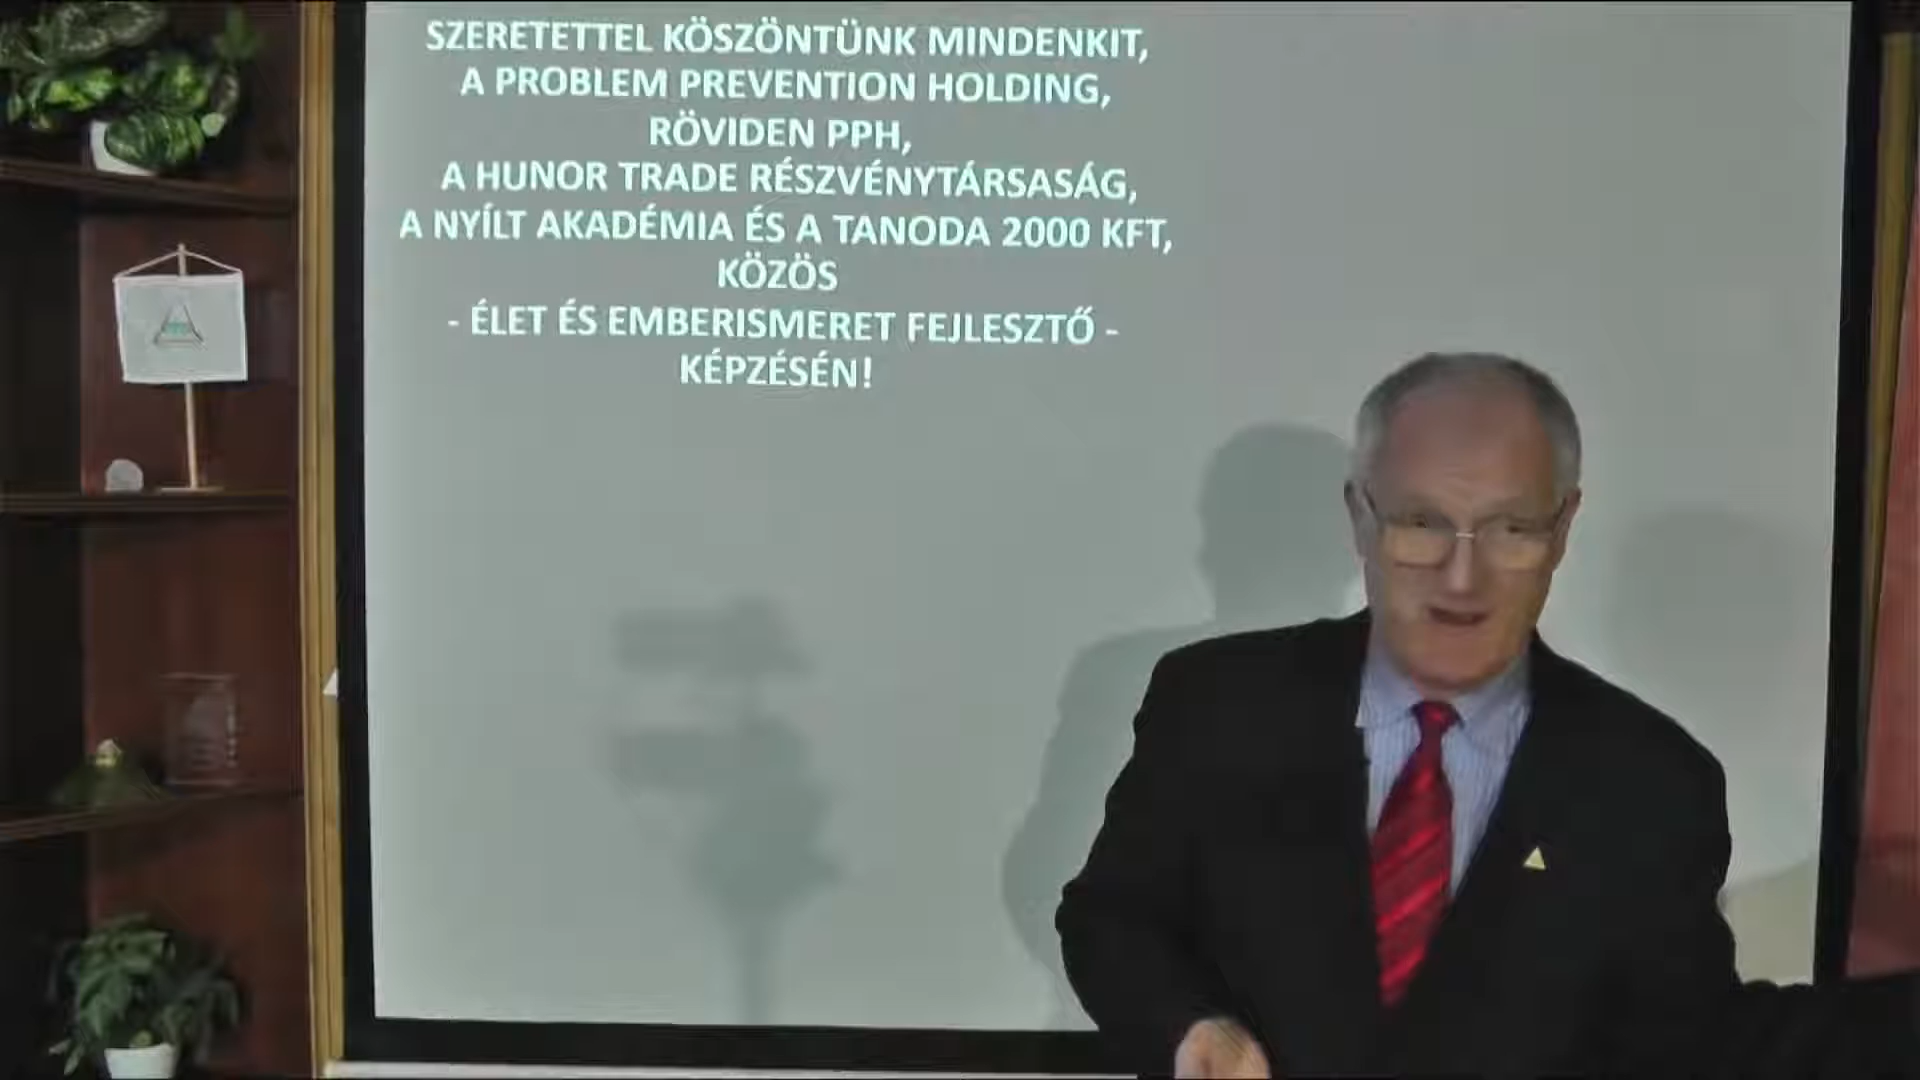 SZERETETTEL KÖSZÖNTÜNK MINDENKIT,
A PROBLEM PREVENTION HOLDING,
RÖVIDEN PPH,
A HUNOR TRADE RÉSZVÉNYTÁRSASÁG,
A NYÍLT AKADÉMIA ÉS A TANODA 2000 KFT,
KÖZÖS
- ÉLET ÉS EMBERISMERET FEJLESZTŐ -
KÉPZÉSÉN!